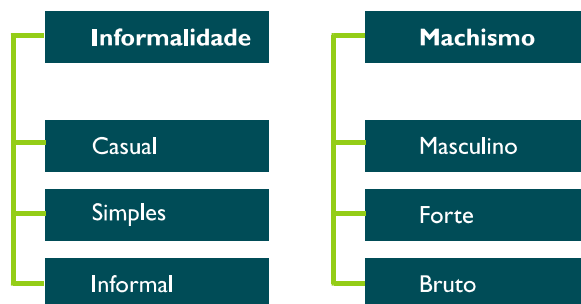 Informalidade
Casual
Simples
Informal
Machismo
Masculino
Forte
Bruto